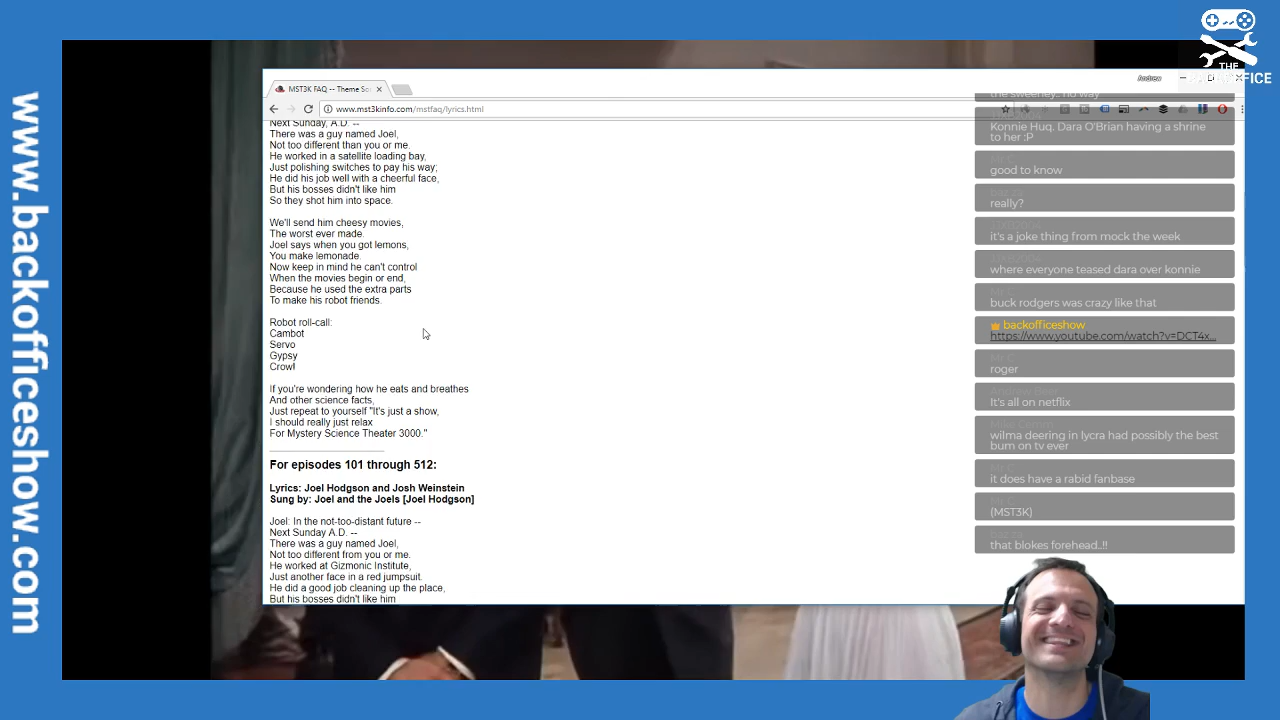 www.backofficeshow.com
THE
MST3K FAQ -- Theme So
Andrew
www.mst3kinfo.com/mstfaq/lyrics.html
Next Sunday, A.D. --
There was a guy named Joel,
Not too different than you or me.
He worked in a satellite loading bay,
Just polishing switches to pay his way;
He did his job well with a cheerful face,
But his bosses didn't like him
So they shot him into space.
We'll send him cheesy movies,
The worst ever made.
Joel says when you got lemons,
You make lemonade.
Now keep in mind he can't control
When the movies begin or end,
Because he used the extra parts
To make his robot friends.
Robot roll-call:
Cambot
Servo
Gypsy
Crow!
If you're wondering how he eats and breathes
And other science facts,
Just repeat to yourself "It's just a show,
I should really just relax
For Mystery Science Theater 3000."
For episodes 101 through 512:
Lyrics: Joel Hodgson and Josh Weinstein
Sung by: Joel and the Joels [Joel Hodgson]
Joel: In the not-too-distant future --
Next Sunday A.D. --
There was a guy named Joel,
Not too different from you or me.
He worked at Gizmonic Institute,
Just another face in a red jumpsuit.
He did a good job cleaning up the place,
But his bosses didn't like him
the sweeney.. no way
Konnie Huq. Dara O'Brian having a shrine
to her :P
Mr C
good to know
really?
it's a joke thing from mock the week
where everyone teased dara over konnie
Mr C
buck rodgers was crazy like that
backofficeshow
https://www.youtube.com/watch?v=DCT4x...
Mr C
roger
It's all on netflix
wilma deering in lycra had possibly the best
bum on tv ever
Mr C
it does have a rabid fanbase
Mr C
(MST3K)
that blokes forehead..!!